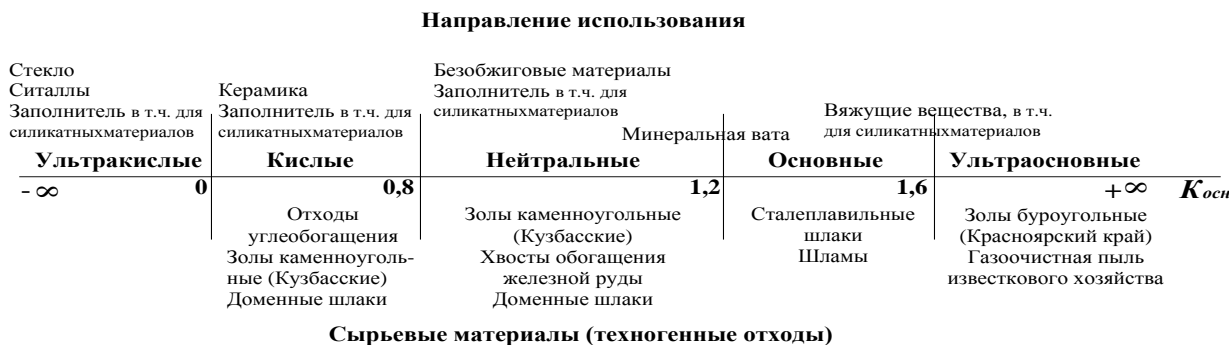 Направление использования
Стекло
Ситаллы
Заполнитель в т.ч. для
силикатныхматериалов
Керамика
Заполнитель в т.ч. для
силикатныхматериалов
Безобжиговые материалы
Заполнитель в т.ч. для
силикатныхматериалов
Минеральная вата
Вяжущие вещества, в т.ч.
для силикатныхматериалов
Ультракислые Кислые Нейтральные Основные Ультраосновные
- ∞ 0 0,8 1,2 1,6 +∞ Kосн
Отходы
углеобогащения
Золы каменноуголь-
ные (Кузбасские)
Доменные шлаки
Золы каменноугольные
(Кузбасские)
Хвосты обогащения
железной руды
Доменные шлаки
Сталеплавильные
шлаки
Шламы
Золы буроугольные
(Красноярский край)
Газоочистная пыль
известкового хозяйства
Сырьевые материалы (техногенные отходы)